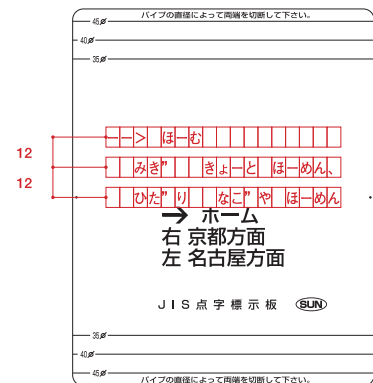 パイプの直径によって両端を切断して下さい。
45ø
40ø
35ø
ーー> ほーむ
12
みぎ” きょーと ほーめん、
12
ひた”り なこ”や ほーめん
→ ホーム
右 京都方面
左 名古屋方面
JIS点字標示板 SUN
35ø
40ø
45ø
パイプの直径によって両端を切断して下さい。